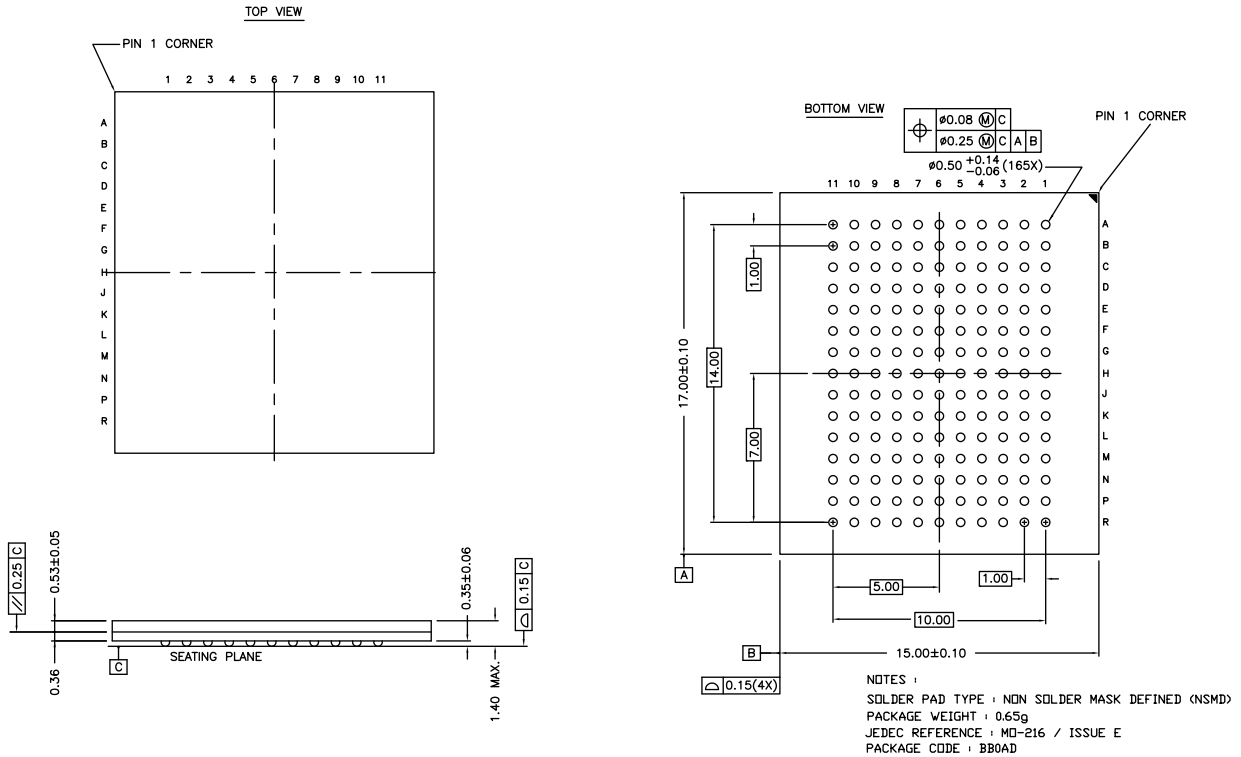 TOP VIEW
PIN 1 CORNER
1 2 3 4 5 6 7 8 9 10 11
A
B
C
D
E
F
G
H
J
K
L
M
N
P
R
BOTTOM VIEW
⌀0.08 Ⓜ C
⌀0.25 Ⓜ C A B
⌀0.50 +0.14 -0.06 (165X)
PIN 1 CORNER
11 10 9 8 7 6 5 4 3 2 1
A
B
C
D
E
F
G
H
J
K
L
M
N
P
R
1.00
14.00
17.00±0.10
7.00
A
5.00
1.00
10.00
B
15.00±0.10
0.15(4X)
// 0.25 C
0.53±0.05
0.36
C
SEATING PLANE
0.35±0.06
0.15 C
1.40 MAX.
NOTES :
SOLDER PAD TYPE : NON SOLDER MASK DEFINED (NSMD)
PACKAGE WEIGHT : 0.65g
JEDEC REFERENCE : MO-216 / ISSUE E
PACKAGE CODE : BB0AD